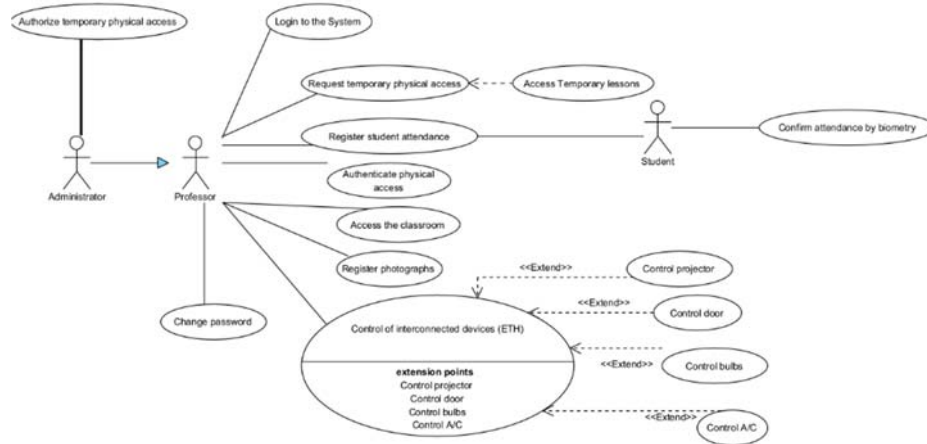 Authorize temporary physical access
Login to the System
Request temporary physical access
Access Temporary lessons
Register student attendance
Confirm attendance by biometry
Student
Administrator
Professor
Authenticate physical
access
Access the classroom
Register photographs
Change password
<<Extend>>
Control projector
<<Extend>>
Control door
<<Extend>>
Control bulbs
<<Extend>>
Control A/C
Control of interconnected devices (ETH)
extension points
Control projector
Control door
Control bulbs
Control A/C